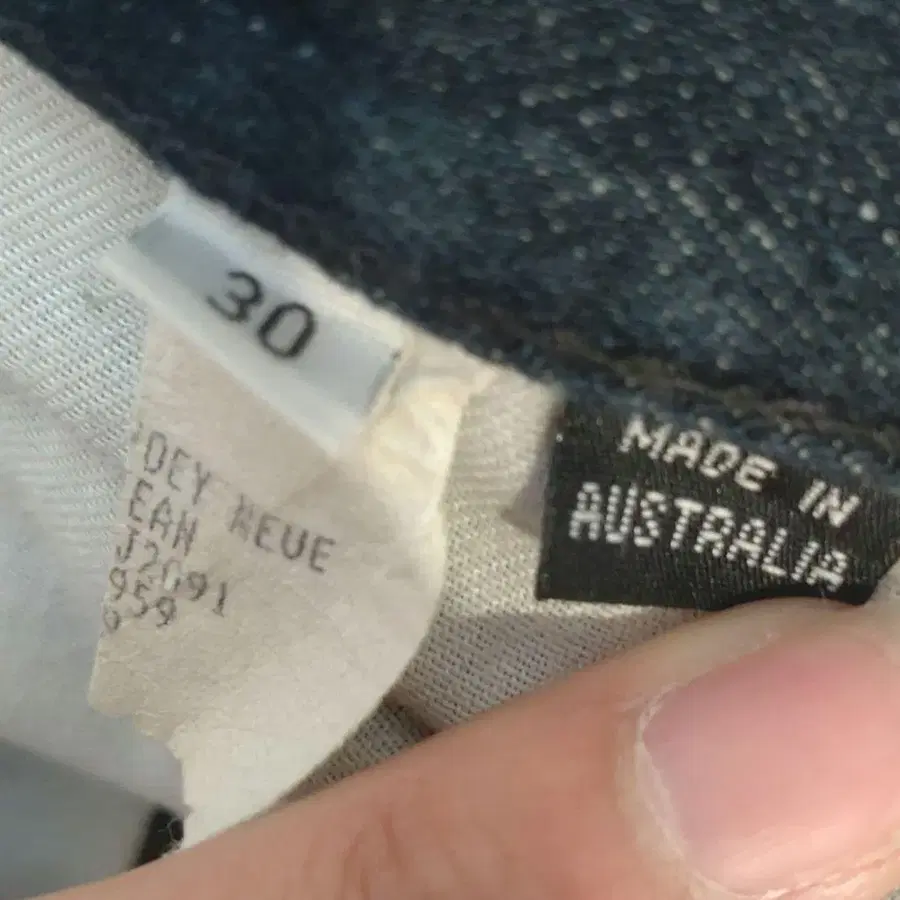 30
DEY NEUE
EAN
J2091
959
MADE IN
AUSTRALIA